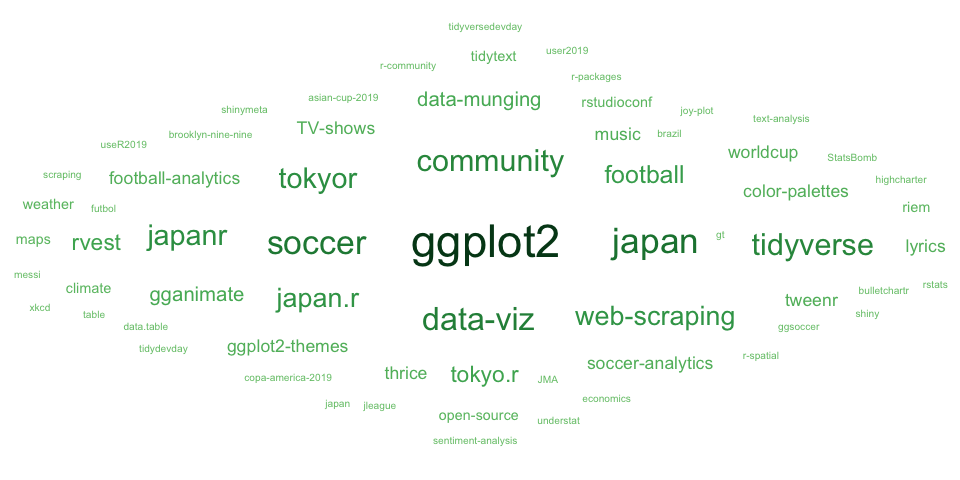 tidyversedevday
tidytext
user2019
r-community
r-packages
asian-cup-2019
data-munging
rstudioconf
shinymeta
joy-plot
text-analysis
TV-shows
brooklyn-nine-nine
music
brazil
useR2019
community
worldcup
StatsBomb
scraping
football-analytics
tokyor
football
color-palettes
highcharter
weather
futbol
riem
maps
rvest
japanr
soccer
ggplot2
japan
gt
tidyverse
lyrics
messi
climate
gganimate
japan.r
tweenr
bulletchartr
rstats
xkcd
table
data.table
data-viz
web-scraping
ggsoccer
shiny
tidydevday
ggplot2-themes
soccer-analytics
r-spatial
copa-america-2019
thrice
tokyo.r
JMA
japan
jleague
open-source
understat
economics
sentiment-analysis